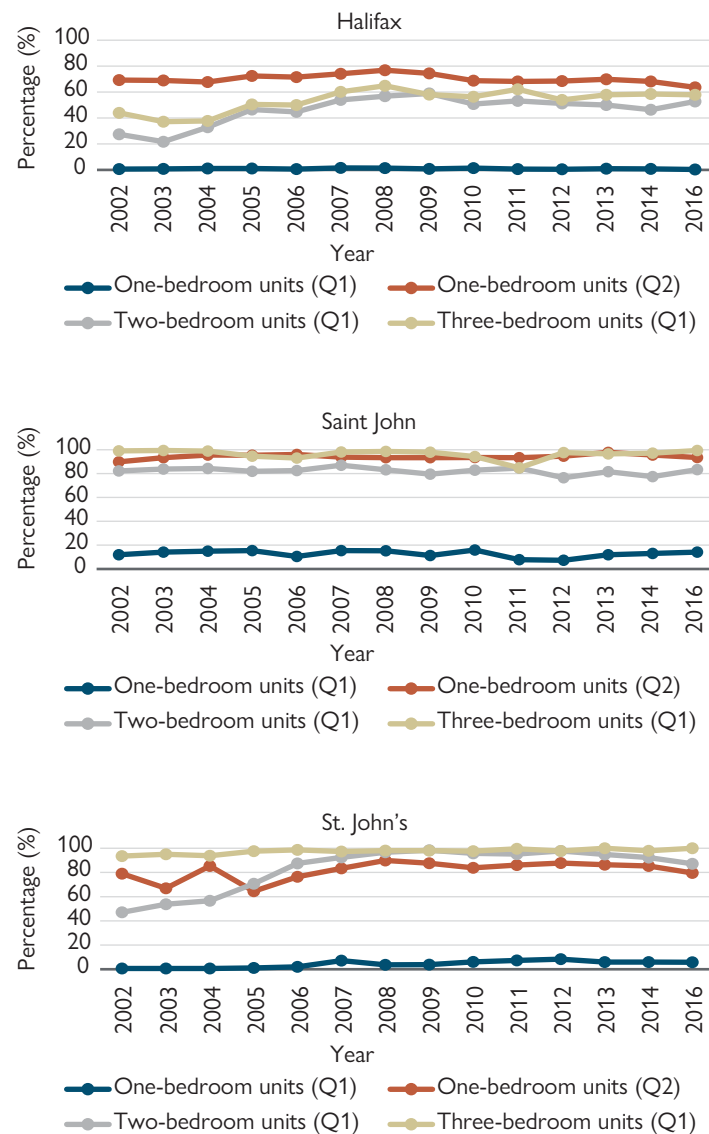 Halifax
Percentage (%)
100
80
60
40
20
0
2002 2003 2004 2005 2006 2007 2008 2009 2010 2011 2012 2013 2014 2016
Year
One-bedroom units (Q1) One-bedroom units (Q2)
Two-bedroom units (Q1) Three-bedroom units (Q1)
Saint John
Percentage (%)
100
80
60
40
20
0
2002 2003 2004 2005 2006 2007 2008 2009 2010 2011 2012 2013 2014 2016
Year
One-bedroom units (Q1) One-bedroom units (Q2)
Two-bedroom units (Q1) Three-bedroom units (Q1)
St. John’s
Percentage (%)
100
80
60
40
20
0
2002 2003 2004 2005 2006 2007 2008 2009 2010 2011 2012 2013 2014 2016
Year
One-bedroom units (Q1) One-bedroom units (Q2)
Two-bedroom units (Q1) Three-bedroom units (Q1)